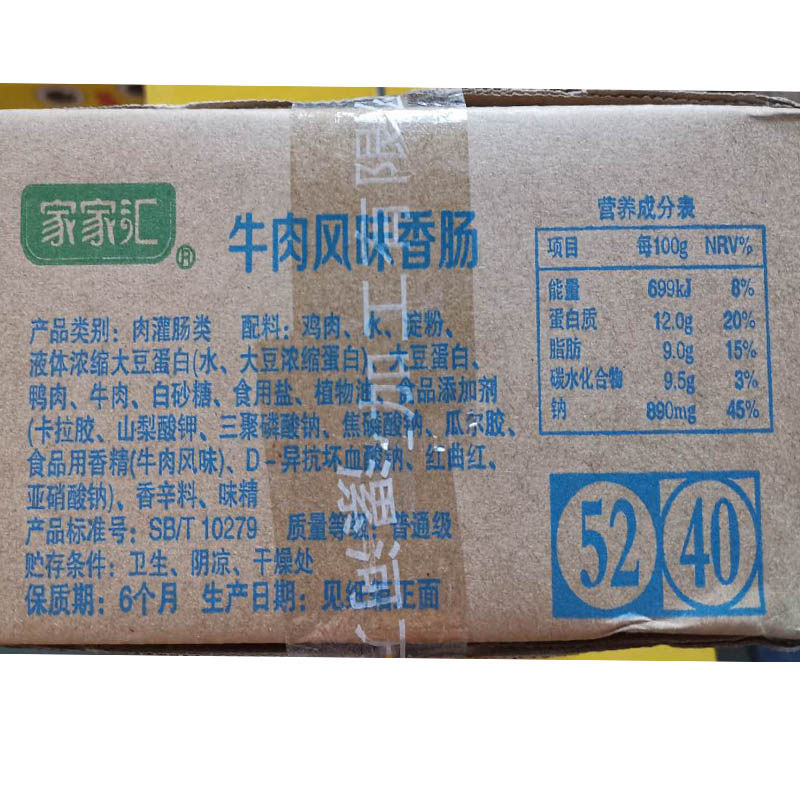 家家汇
®
牛肉风味香肠
产品类别：肉灌肠类 配料：鸡肉、水、淀粉、
液体浓缩大豆蛋白(水、大豆浓缩蛋白)、大豆蛋白、
鸭肉、牛肉、白砂糖、食用盐、植物油、食品添加剂
(卡拉胶、山梨酸钾、三聚磷酸钠、焦磷酸钠、瓜尔胶、
食品用香精(牛肉风味)、D-异抗坏血酸钠、红曲红、
亚硝酸钠)、香辛料、味精
产品标准号：SB/T 10279 质量等级：普通级
贮存条件：卫生、阴凉、干燥处
保质期：6个月 生产日期：见纸箱正面
营养成分表
项目 每100g NRV%
能量 699kJ 8%
蛋白质 12.0g 20%
脂肪 9.0g 15%
碳水化合物 9.5g 3%
钠 890mg 45%
52 40
加工有限